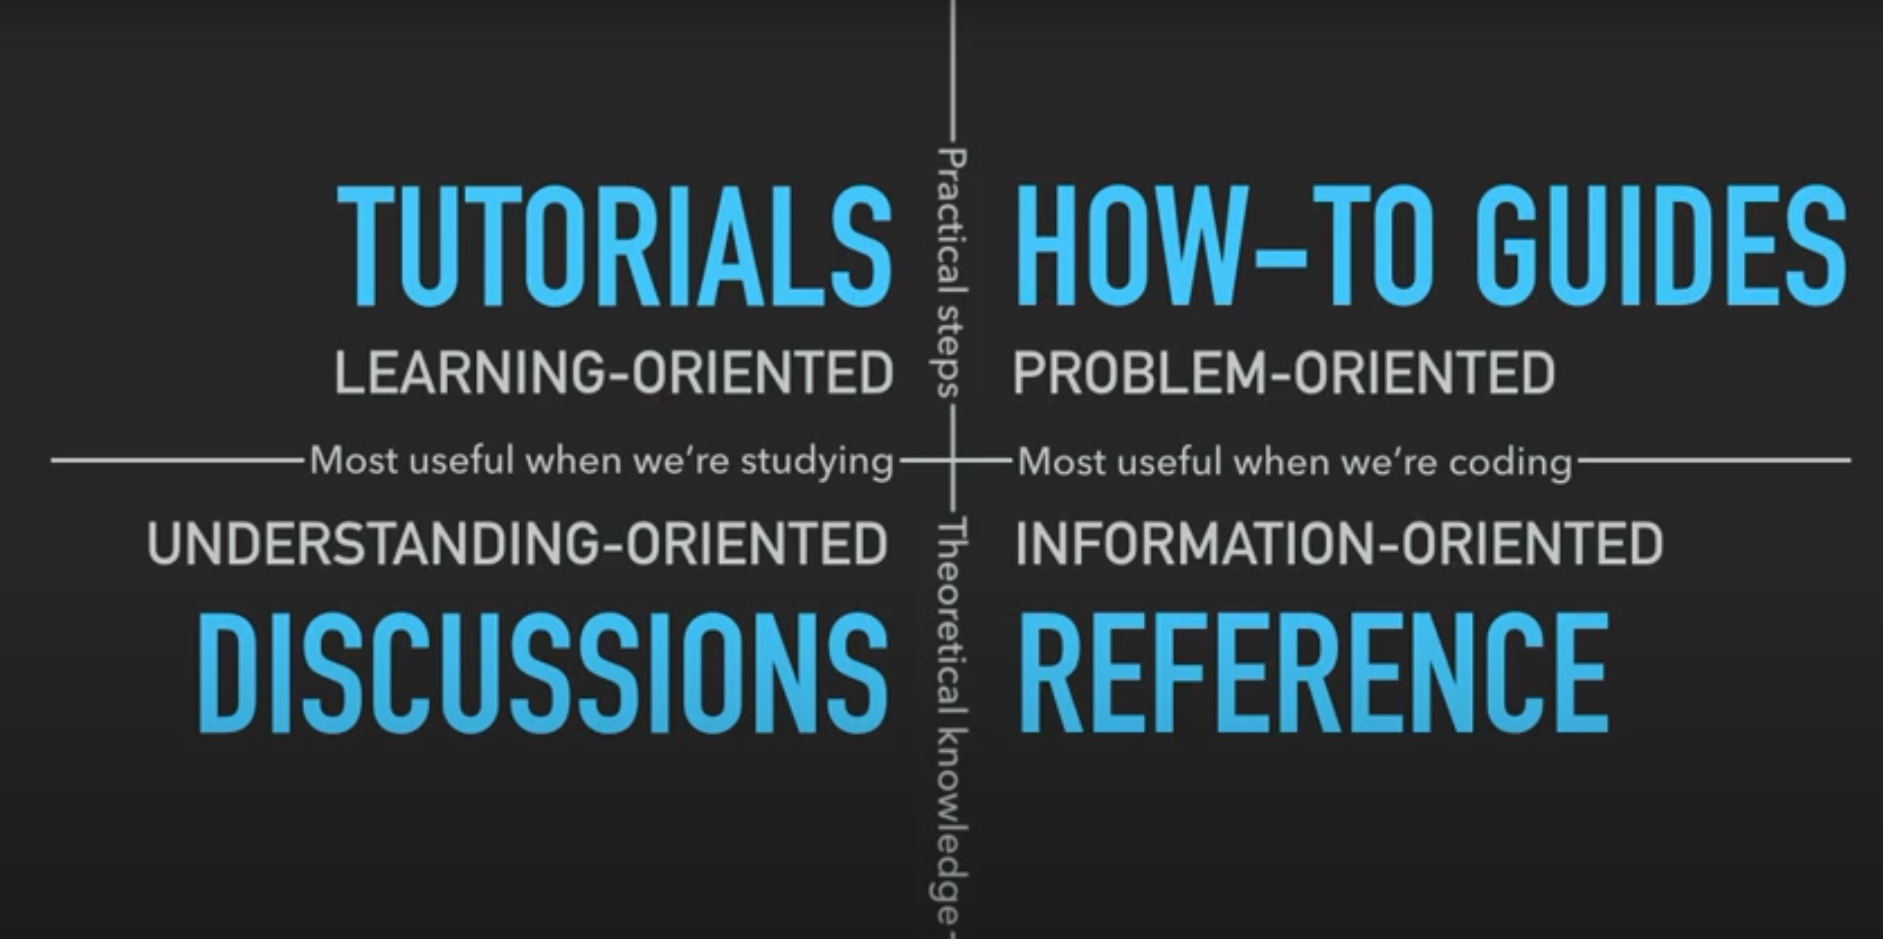 TUTORIALS
LEARNING-ORIENTED
Practical steps
HOW-TO GUIDES
PROBLEM-ORIENTED
Most useful when we're studying
Most useful when we're coding
UNDERSTANDING-ORIENTED
DISCUSSIONS
Theoretical knowledge
INFORMATION-ORIENTED
REFERENCE